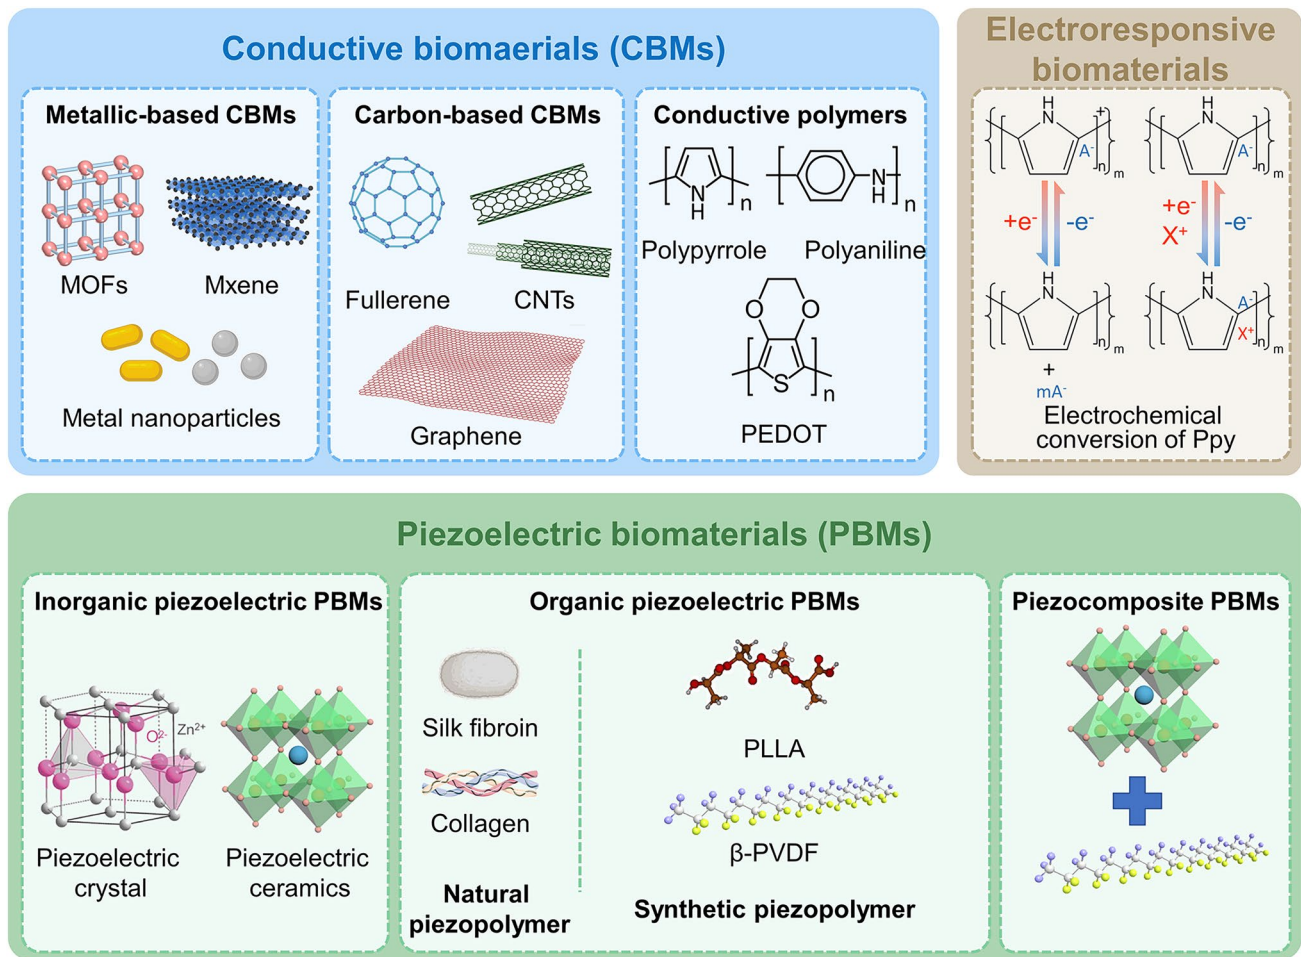 Conductive biomaerials (CBMs)
Metallic-based CBMs
MOFs
Mxene
Metal nanoparticles
Carbon-based CBMs
Fullerene
CNTs
Graphene
Conductive polymers
N
H
n
N
H
n
Polypyrrole
Polyaniline
O
O
S
n
PEDOT
Electroresponsive
biomaterials
H
N
+
A-
n
m
H
N
A-
n
m
+e-
-e-
+e-
X+
-e-
H
N
n
m
H
N
A-
X+
n
m
+
mA-
Electrochemical
conversion of Ppy
Piezoelectric biomaterials (PBMs)
Inorganic piezoelectric PBMs
O2-
Zn2+
Piezoelectric
crystal
Piezoelectric
ceramics
Organic piezoelectric PBMs
Silk fibroin
Collagen
Natural
piezopolymer
PLLA
β-PVDF
Synthetic piezopolymer
Piezocomposite PBMs